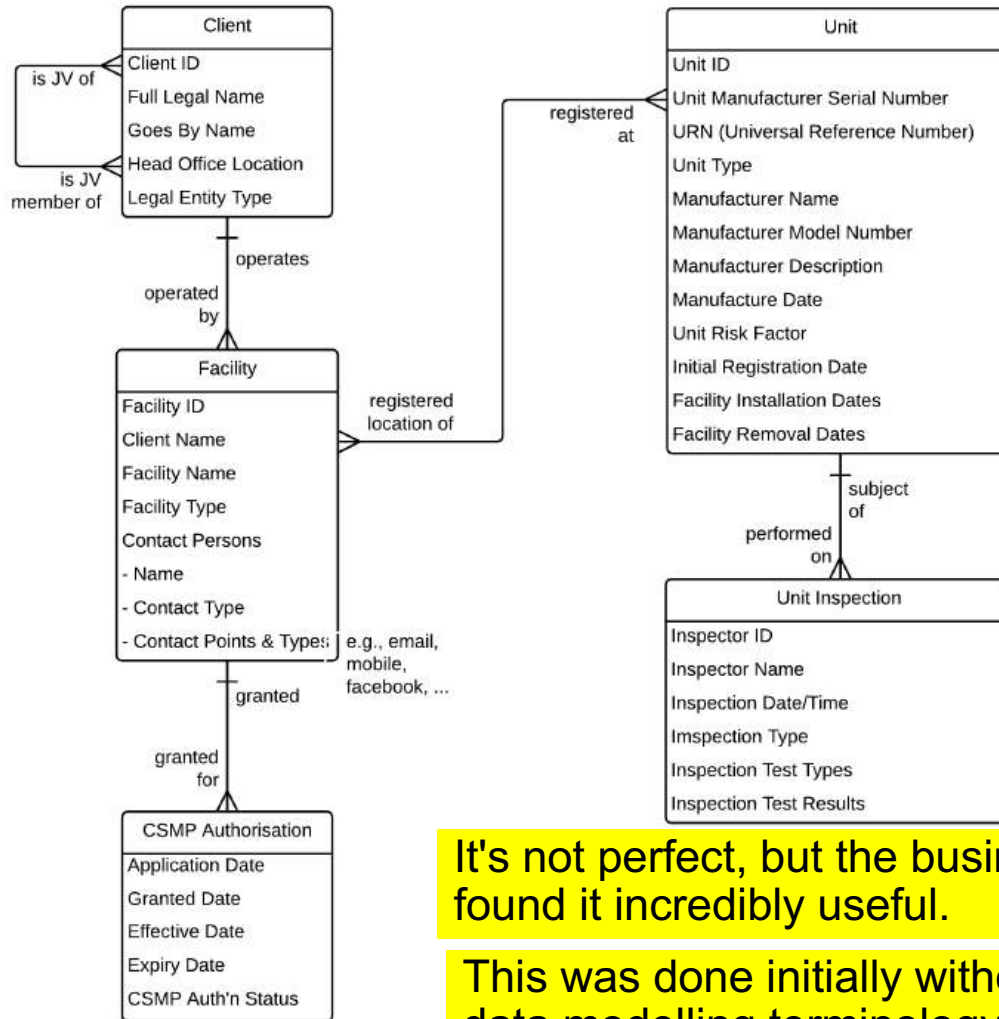 Client
Client ID
Full Legal Name
Goes By Name
Head Office Location
Legal Entity Type
is JV of
is JV
member of
operates
operated
by
Facility
Facility ID
Client Name
Facility Name
Facility Type
Contact Persons
- Name
- Contact Type
- Contact Points & Types
e.g., email,
mobile,
facebook, ...
registered
location of
registered
at
granted
granted
for
CSMP Authorisation
Application Date
Granted Date
Effective Date
Expiry Date
CSMP Auth'n Status
Unit
Unit ID
Unit Manufacturer Serial Number
URN (Universal Reference Number)
Unit Type
Manufacturer Name
Manufacturer Model Number
Manufacturer Description
Manufacture Date
Unit Risk Factor
Initial Registration Date
Facility Installation Dates
Facility Removal Dates
subject
of
performed
on
Unit Inspection
Inspector ID
Inspector Name
Inspection Date/Time
Imspection Type
Inspection Test Types
Inspection Test Results
It's not perfect, but the
found it incredibly useful.
This was done initially
data modelling